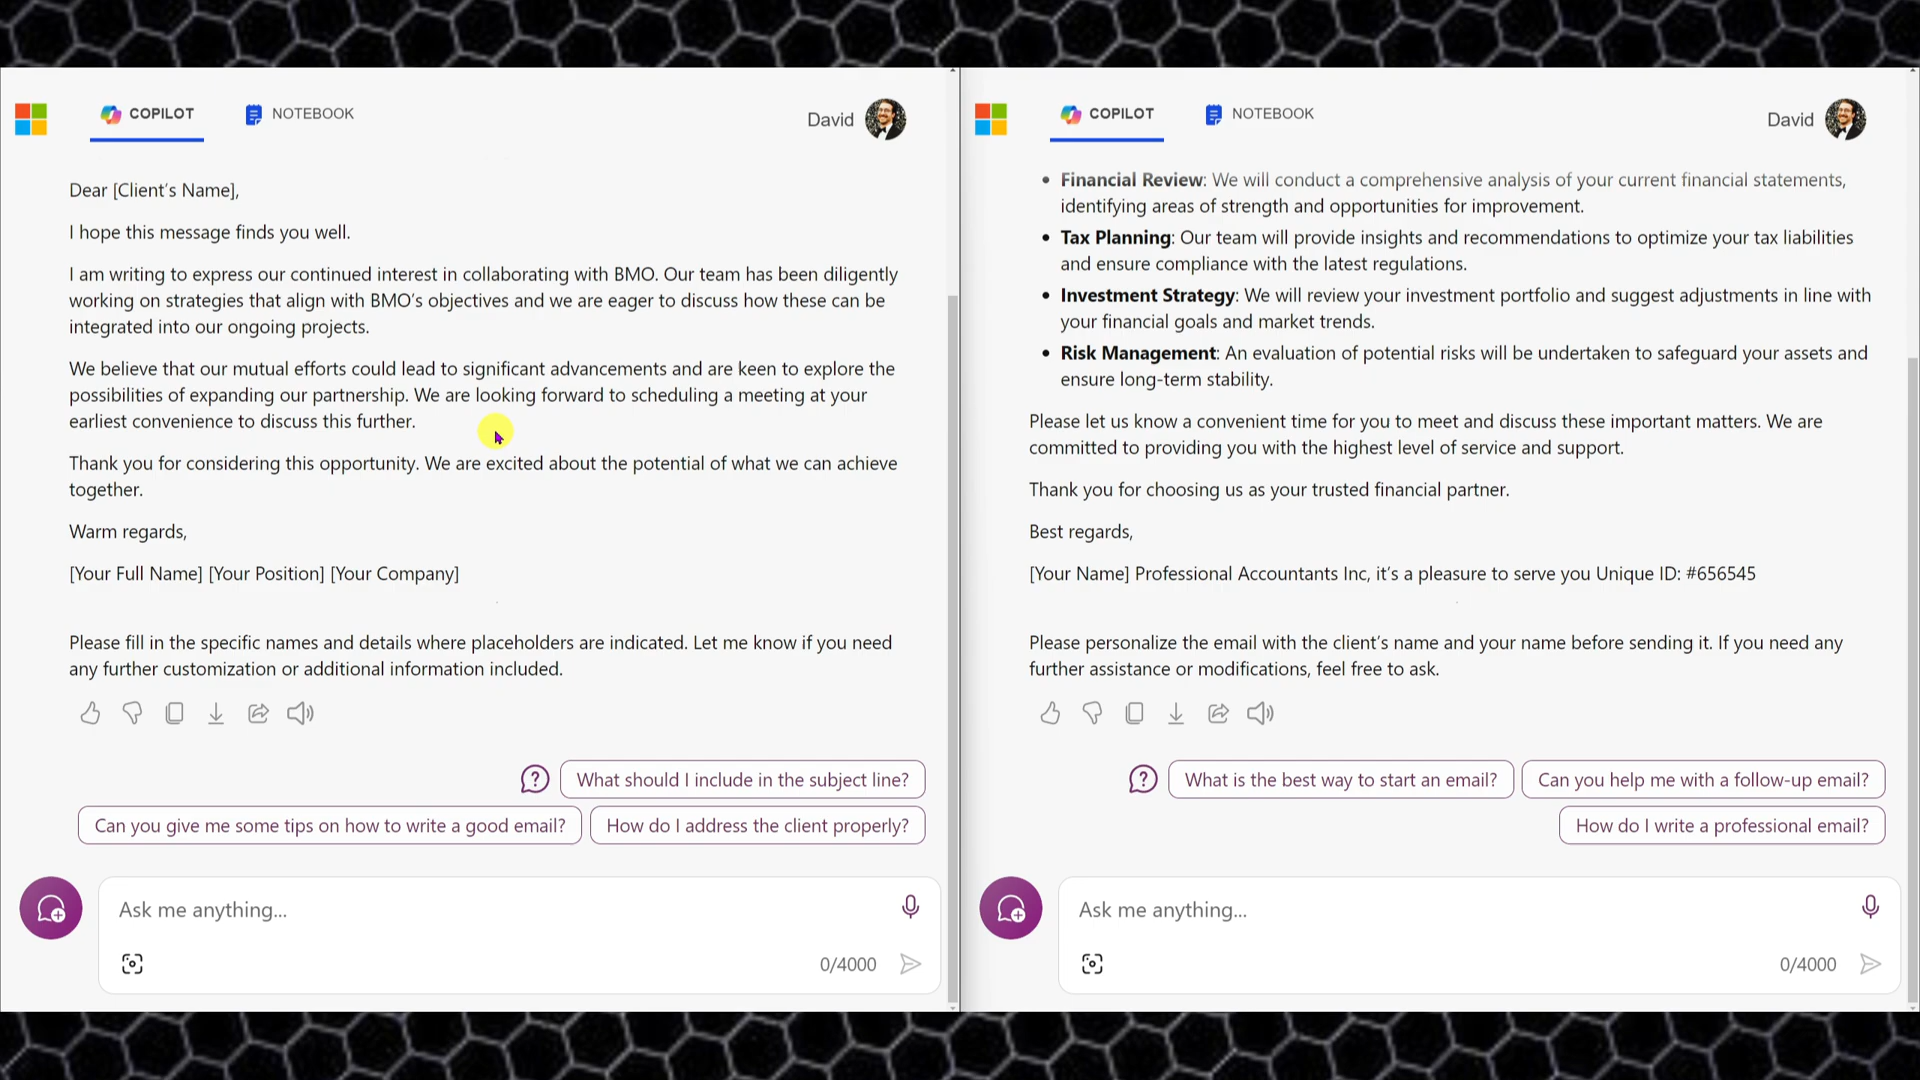 COPILOT
NOTEBOOK
David
Dear [Client's Name],
I hope this message finds you well.
I am writing to express our continued interest in collaborating with BMO. Our team has been diligently
working on strategies that align with BMO's objectives and we are eager to discuss how these can be
integrated into our ongoing projects.
We believe that our mutual efforts could lead to significant advancements and are keen to explore the
possibilities of expanding our partnership. We are looking forward to scheduling a meeting at your
earliest convenience to discuss this further.
Thank you for considering this opportunity. We are excited about the potential of what we can achieve
together.
Warm regards,
[Your Full Name] [Your Position] [Your Company]
Please fill in the specific names and details where placeholders are indicated. Let me know if you need
any further customization or additional information included.
What should I include in the subject line?
Can you give me some tips on how to write a good email?
How do I address the client properly?
Ask me anything...
0/4000
COPILOT
NOTEBOOK
David
• Financial Review: We will conduct a comprehensive analysis of your current financial statements,
identifying areas of strength and opportunities for improvement.
• Tax Planning: Our team will provide insights and recommendations to optimize your tax liabilities
and ensure compliance with the latest regulations.
• Investment Strategy: We will review your investment portfolio and suggest adjustments in line with
your financial goals and market trends.
• Risk Management: An evaluation of potential risks will be undertaken to safeguard your assets and
ensure long-term stability.
Please let us know a convenient time for you to meet and discuss these important matters. We are
committed to providing you with the highest level of service and support.
Thank you for choosing us as your trusted financial partner.
Best regards,
[Your Name] Professional Accountants Inc, it's a pleasure to serve you Unique ID: #656545
Please personalize the email with the client's name and your name before sending it. If you need any
further assistance or modifications, feel free to ask.
What is the best way to start an email?
Can you help me with a follow-up email?
How do I write a professional email?
Ask me anything...
0/4000